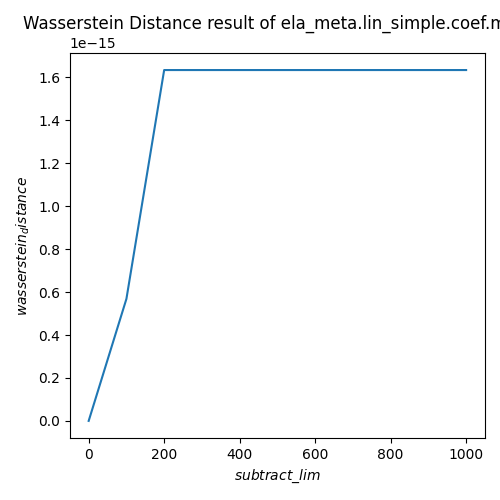 Wasserstein Distance result of ela_meta.lin_simple.coef.m
1e−15
1.6
1.4
1.2
1.0
0.8
0.6
0.4
0.2
0.0
wasserstein_distance
0 200 400 600 800 1000
subtract_lim